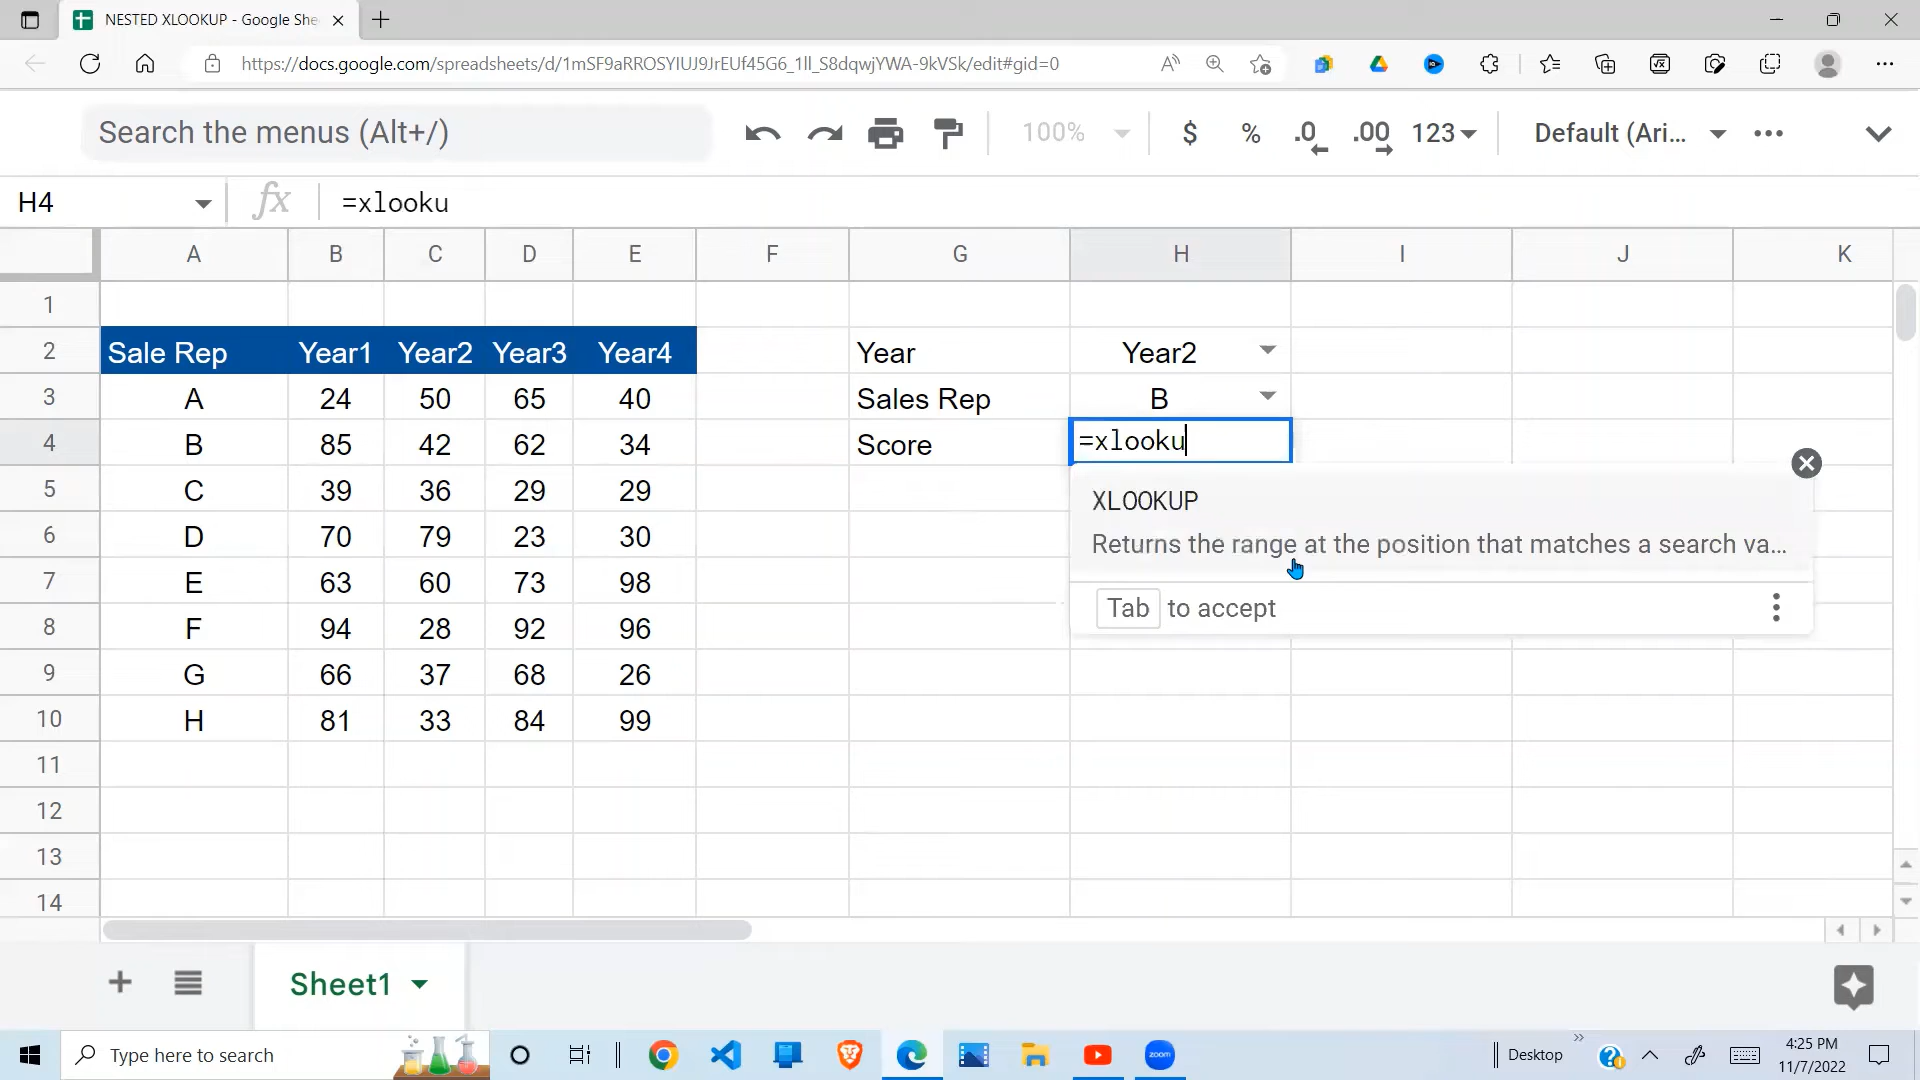 NESTED XLOOKUP - Google She
https://docs.google.com/spreadsheets/d/1mSF9aRROSYIUJ9JrEUf45G6_1ll_S8dqwjYWA-9kVSk/edit#gid=0
Search the menus (Alt+/) 100% $ % .0 .00 123 Default (Ari...
H4 fx =xlooku
A B C D E F G H I J K
1
2 Sale Rep Year1 Year2 Year3 Year4 Year Year2
3 A 24 50 65 40 Sales Rep B
4 B 85 42 62 34 Score =xlooku
5 C 39 36 29 29 XLOOKUP
6 D 70 79 23 30 Returns the range at the position that matches a search va...
7 E 63 60 73 98 Tab to accept
8 F 94 28 92 96
9 G 66 37 68 26
10 H 81 33 84 99
11
12
13
14
Sheet1
Type here to search zoom Desktop 4:25 PM
11/7/2022